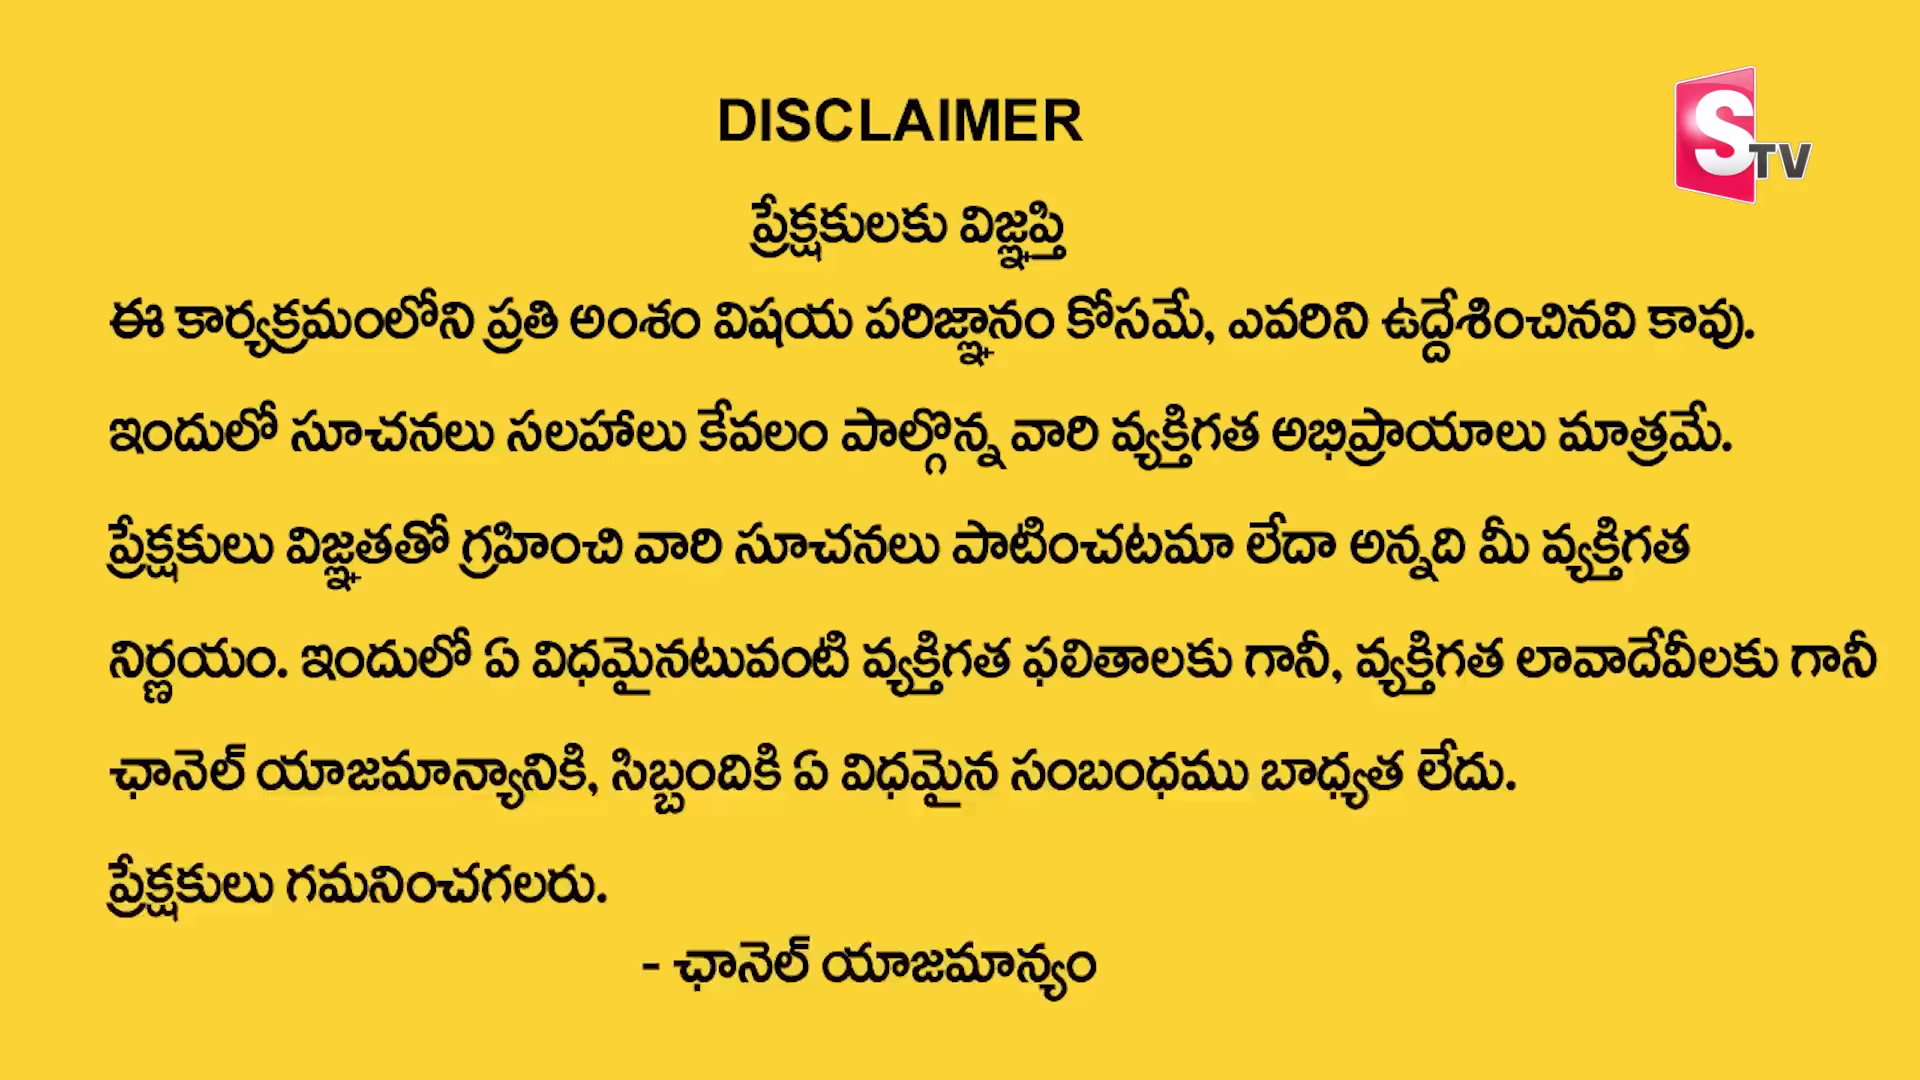 DISCLAIMER
STV
ప్రేక్షకులకు విజ్ఞప్తి
ఈ కార్యక్రమంలోని ప్రతి అంశం విషయ పరిజ్ఞానం కోసమే, ఎవరిని ఉద్దేశించినవి కావు.
ఇందులో సూచనలు సలహాలు కేవలం పాల్గొన్న వారి వ్యక్తిగత అభిప్రాయాలు మాత్రమే.
ప్రేక్షకులు విజ్ఞతతో గ్రహించి వారి సూచనలు పాటించటమా లేదా అన్నది మీ వ్యక్తిగత
నిర్ణయం. ఇందులో ఏ విధమైనటువంటి వ్యక్తిగత ఫలితాలకు గానీ, వ్యక్తిగత లావాదేవీలకు గానీ
ఛానెల్ యాజమాన్యానికి, సిబ్బందికి ఏ విధమైన సంబంధము బాధ్యత లేదు.
ప్రేక్షకులు గమనించగలరు.
- ఛానెల్ యాజమాన్యం